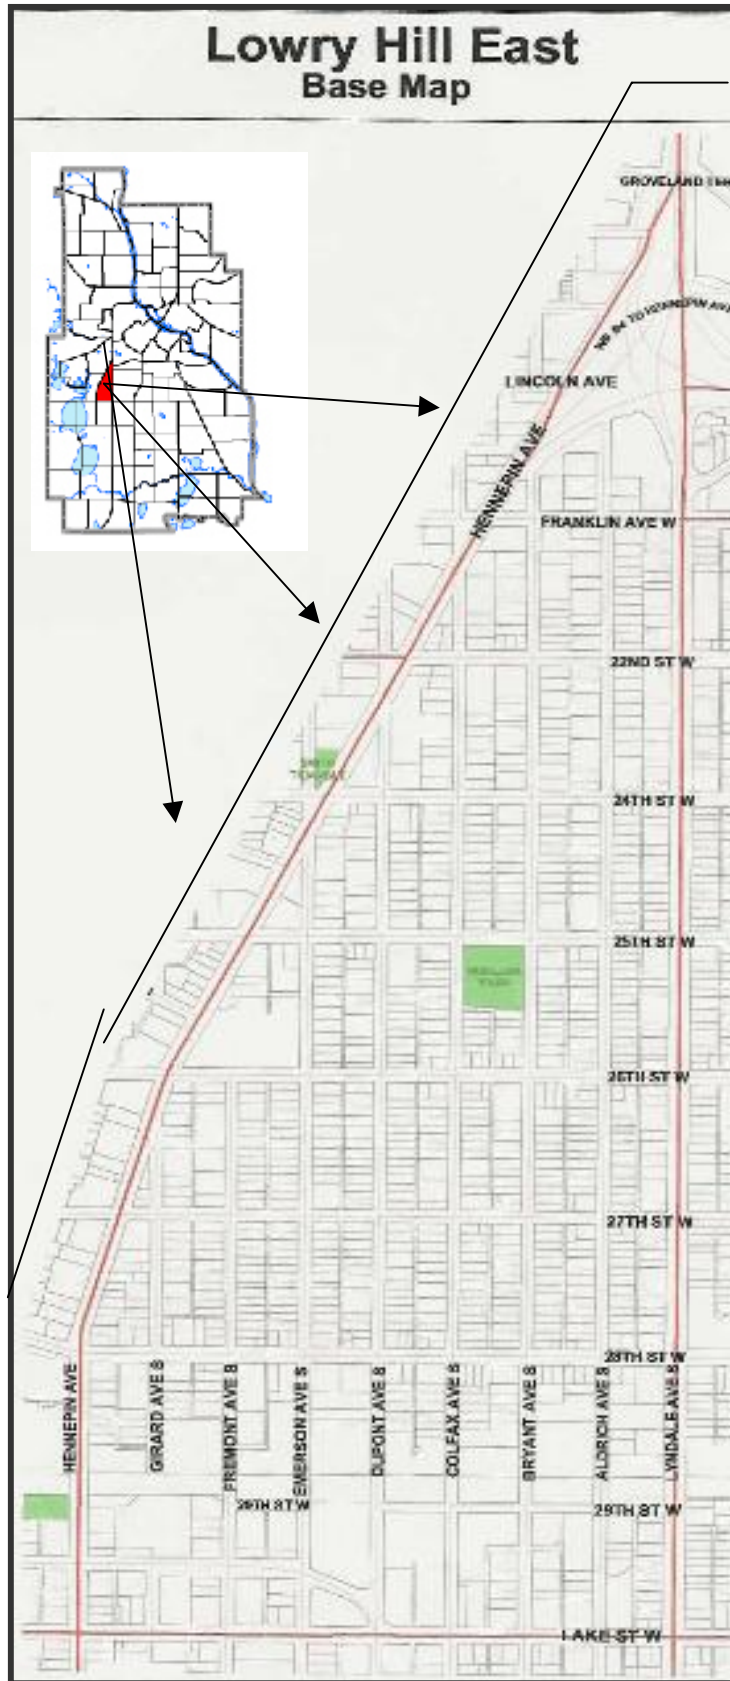 Lowry Hill East
Base Map
GROVELAND
LINCOLN AVE
HENNEPIN AVE
FRANKLIN AVE W
22ND ST W
24TH ST W
25TH ST W
26TH ST W
27TH ST W
28TH ST W
HENNEPIN AVE
GIRARD AVE S
FREMONT AVE S
EMERSON AVE S
DUPONT AVE S
COLFAX AVE S
BRYANT AVE S
ALDRICH AVE S
LYNDALE AVE S
29TH ST W
29TH ST W
LAKE ST W